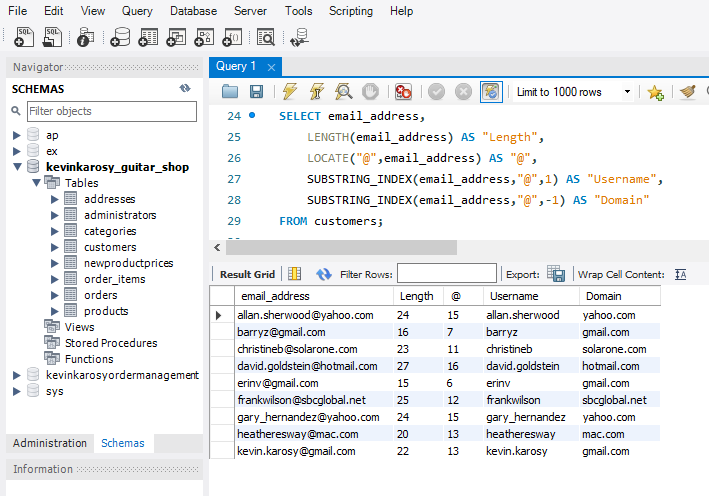 File Edit View Query Database Server Tools Scripting Help
Navigator
SCHEMAS
Filter objects
ap
ex
kevinkarosy_guitar_shop
Tables
addresses
administrators
categories
customers
newproductprices
order_items
orders
products
Views
Stored Procedures
Functions
kevinkarosyordermanagement
sys
Administration Schemas
Information
Query 1
Limit to 1000 rows
24 SELECT email_address,
25 LENGTH(email_address) AS "Length",
26 LOCATE("@",email_address) AS "@",
27 SUBSTRING_INDEX(email_address,"@",1) AS "Username",
28 SUBSTRING_INDEX(email_address,"@",-1) AS "Domain"
29 FROM customers;
Result Grid Filter Rows: Export: Wrap Cell Content:
email_address Length @ Username Domain
allan.sherwood@yahoo.com 24 15 allan.sherwood yahoo.com
barryz@gmail.com 16 7 barryz gmail.com
christineb@solarone.com 23 11 christineb solarone.com
david.goldstein@hotmail.com 27 16 david.goldstein hotmail.com
erinv@gmail.com 15 6 erinv gmail.com
frankwilson@sbcglobal.net 25 12 frankwilson sbcglobal.net
gary_hernandez@yahoo.com 24 15 gary_hernandez yahoo.com
heatheresway@mac.com 20 13 heatheresway mac.com
kevin.karosy@gmail.com 22 13 kevin.karosy gmail.com